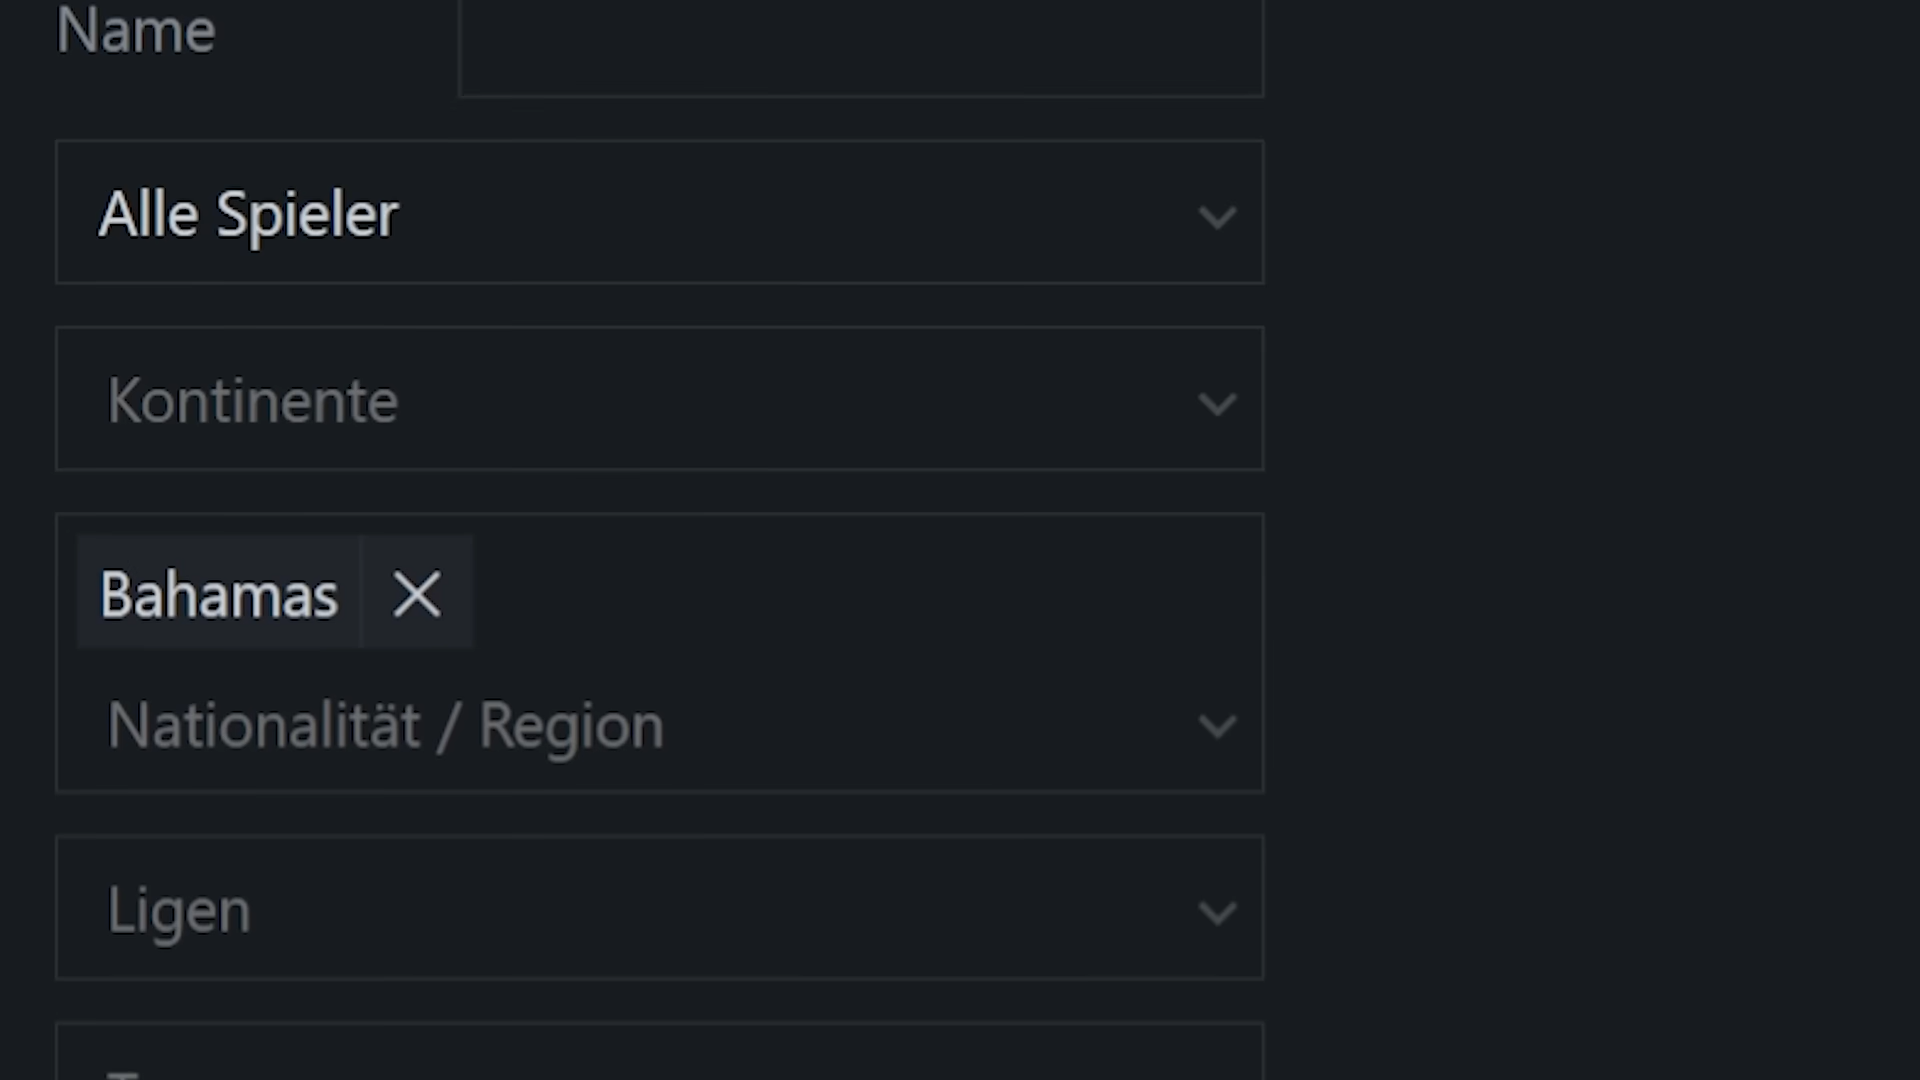 Name
Alle Spieler
Kontinente
Bahamas
Nationalität / Region
Ligen